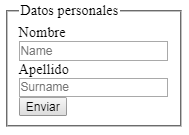 Datos personales
Nombre
Name
Apellido
Surname
Enviar